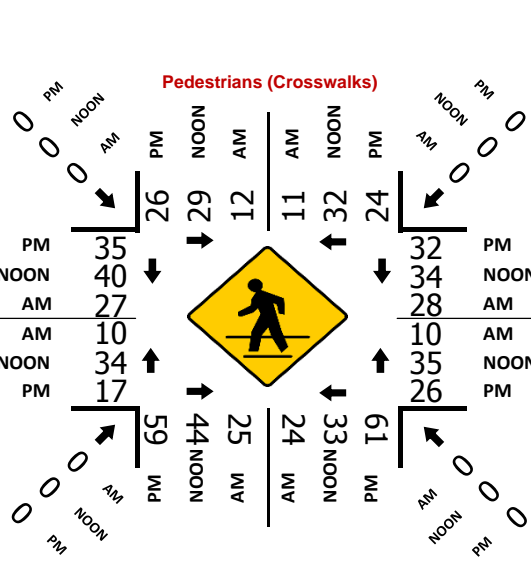 Pedestrians (Crosswalks)
PM NOON AM AM NOON PM
26 29 12 11 32 24
0 PM
0 NOON
0 AM
PM 0
NOON 0
AM 0
PM 35
NOON 40
AM 27
AM 10
NOON 34
PM 17
32 PM
34 NOON
28 AM
10 AM
35 NOON
26 PM
59 44 25 24 33 61
PM NOON AM AM NOON PM
0 AM
0 NOON
0 PM
AM 0
NOON 0
PM 0